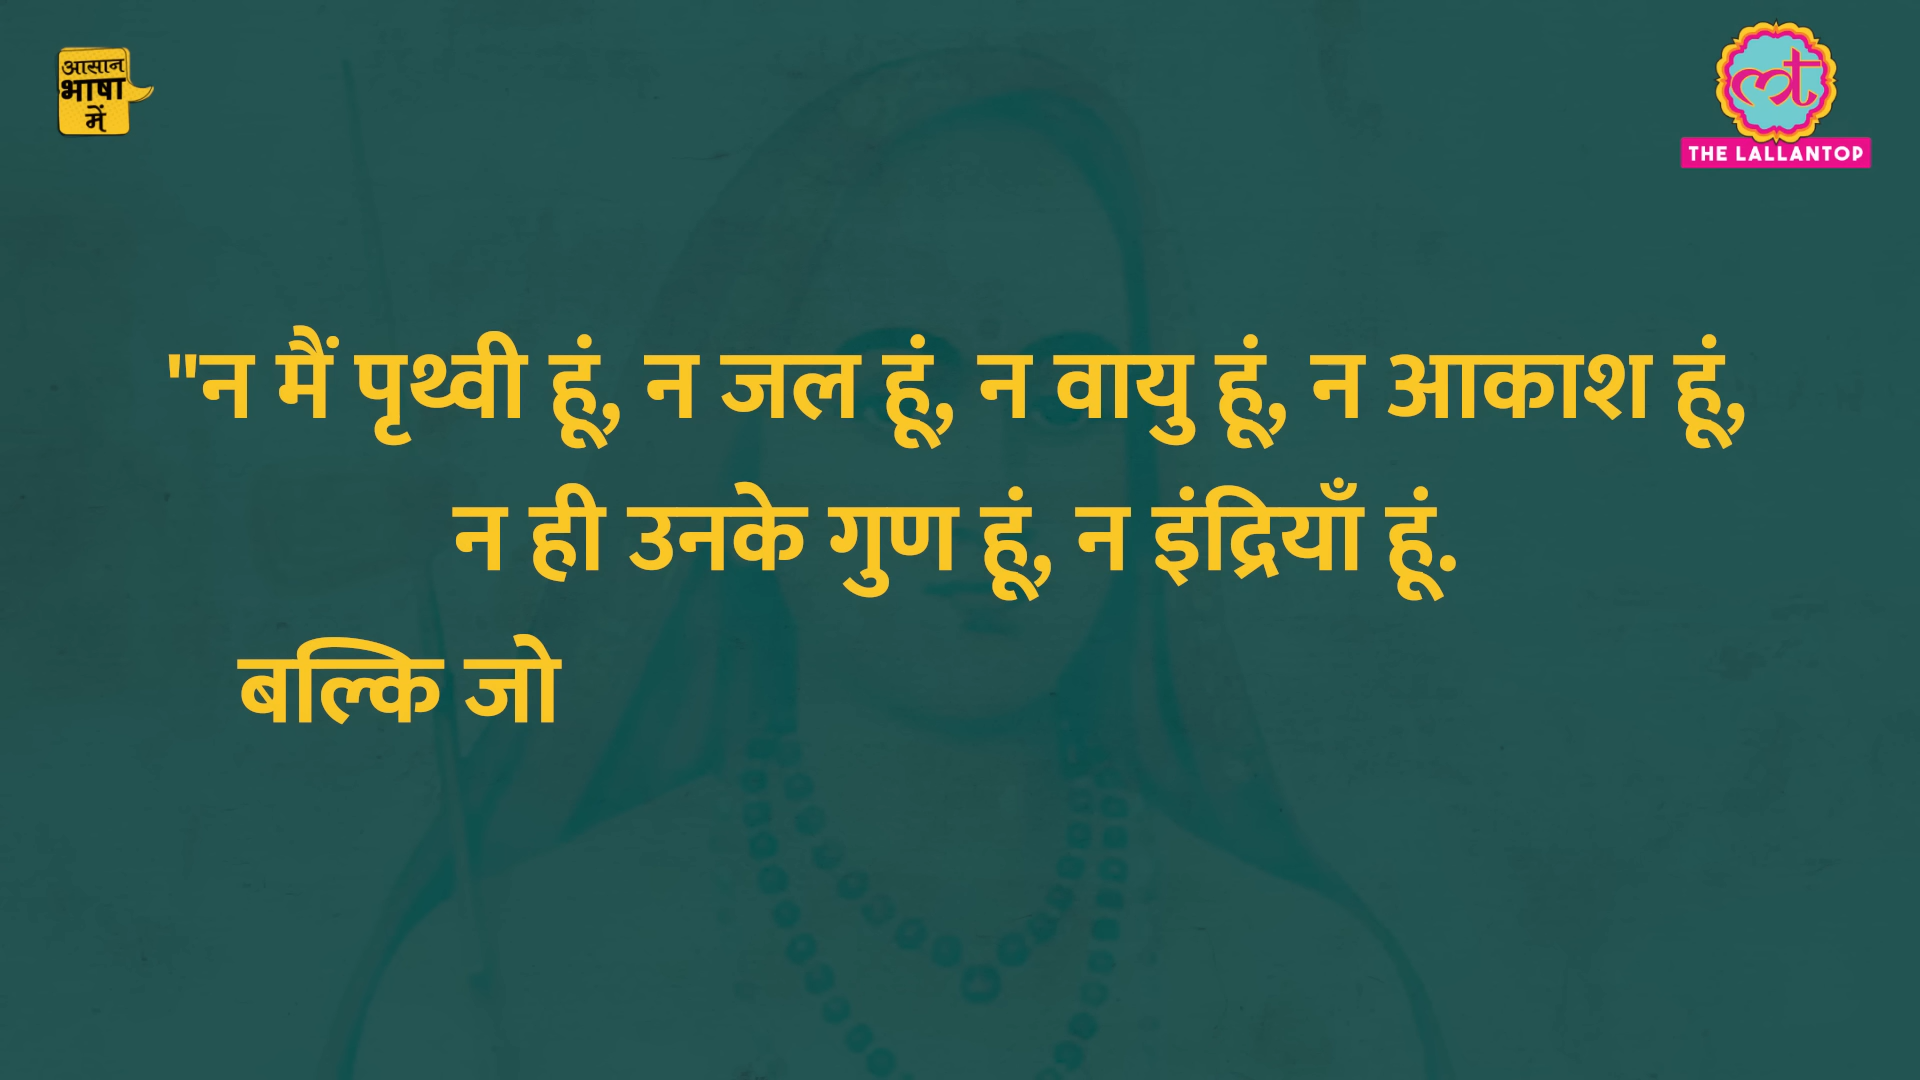 आसान
भाषा
में
THE LALLANTOP
"न मैं पृथ्वी हूं, न जल हूं, न वायु हूं, न आकाश हूं,
न ही उनके गुण हूं, न इंद्रियाँ हूं.
बल्कि जो